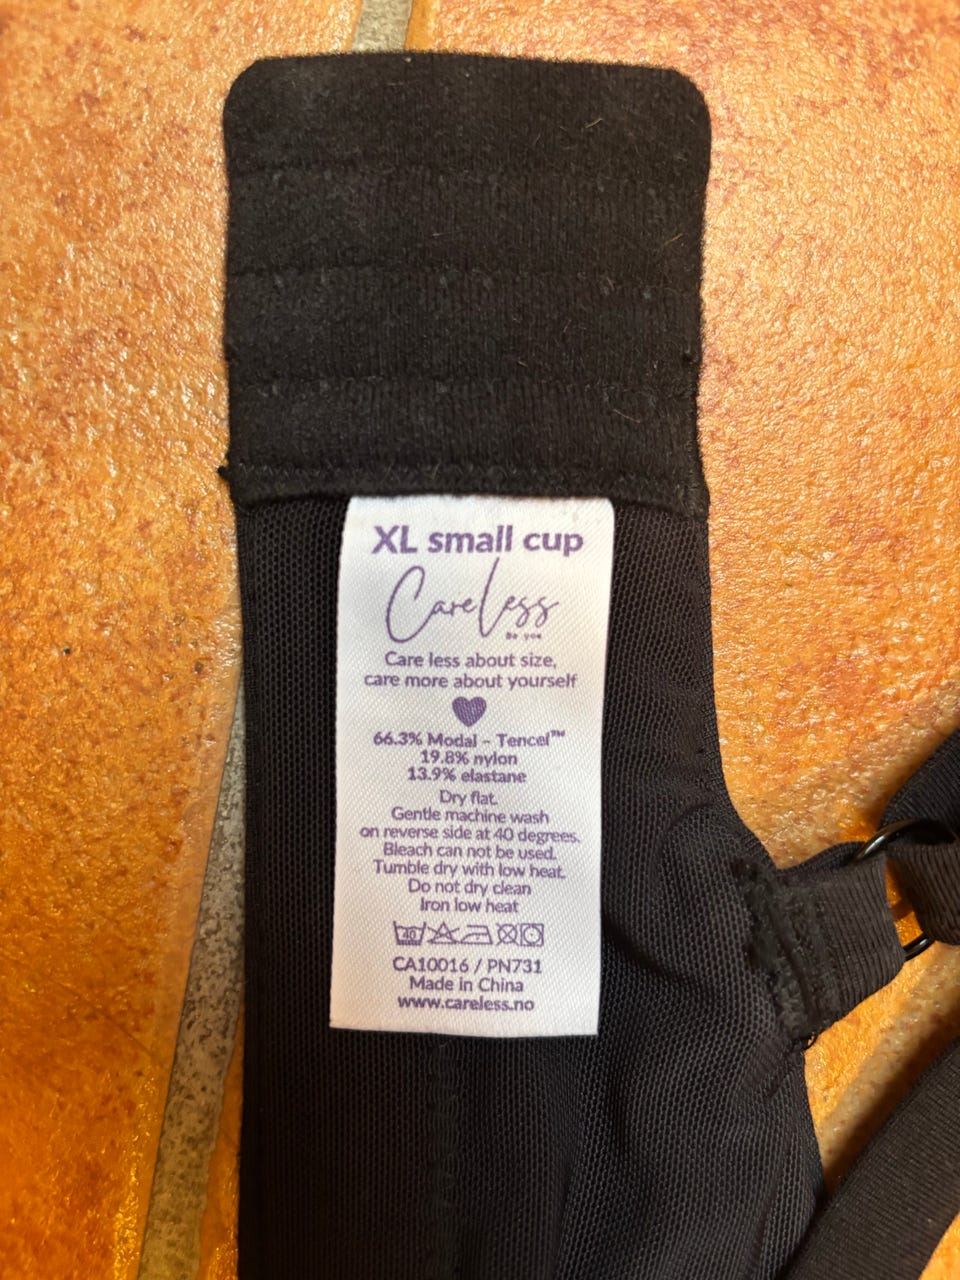 XL small cup
CareLess
Be you
Care less about size,
care more about yourself
66.3% Modal - Tencel™
19.8% nylon
13.9% elastane
Dry flat.
Gentle machine wash
on reverse side at 40 degrees.
Bleach can not be used.
Tumble dry with low heat.
Do not dry clean
Iron low heat
40
CA10016 / PN731
Made in China
www.careless.no